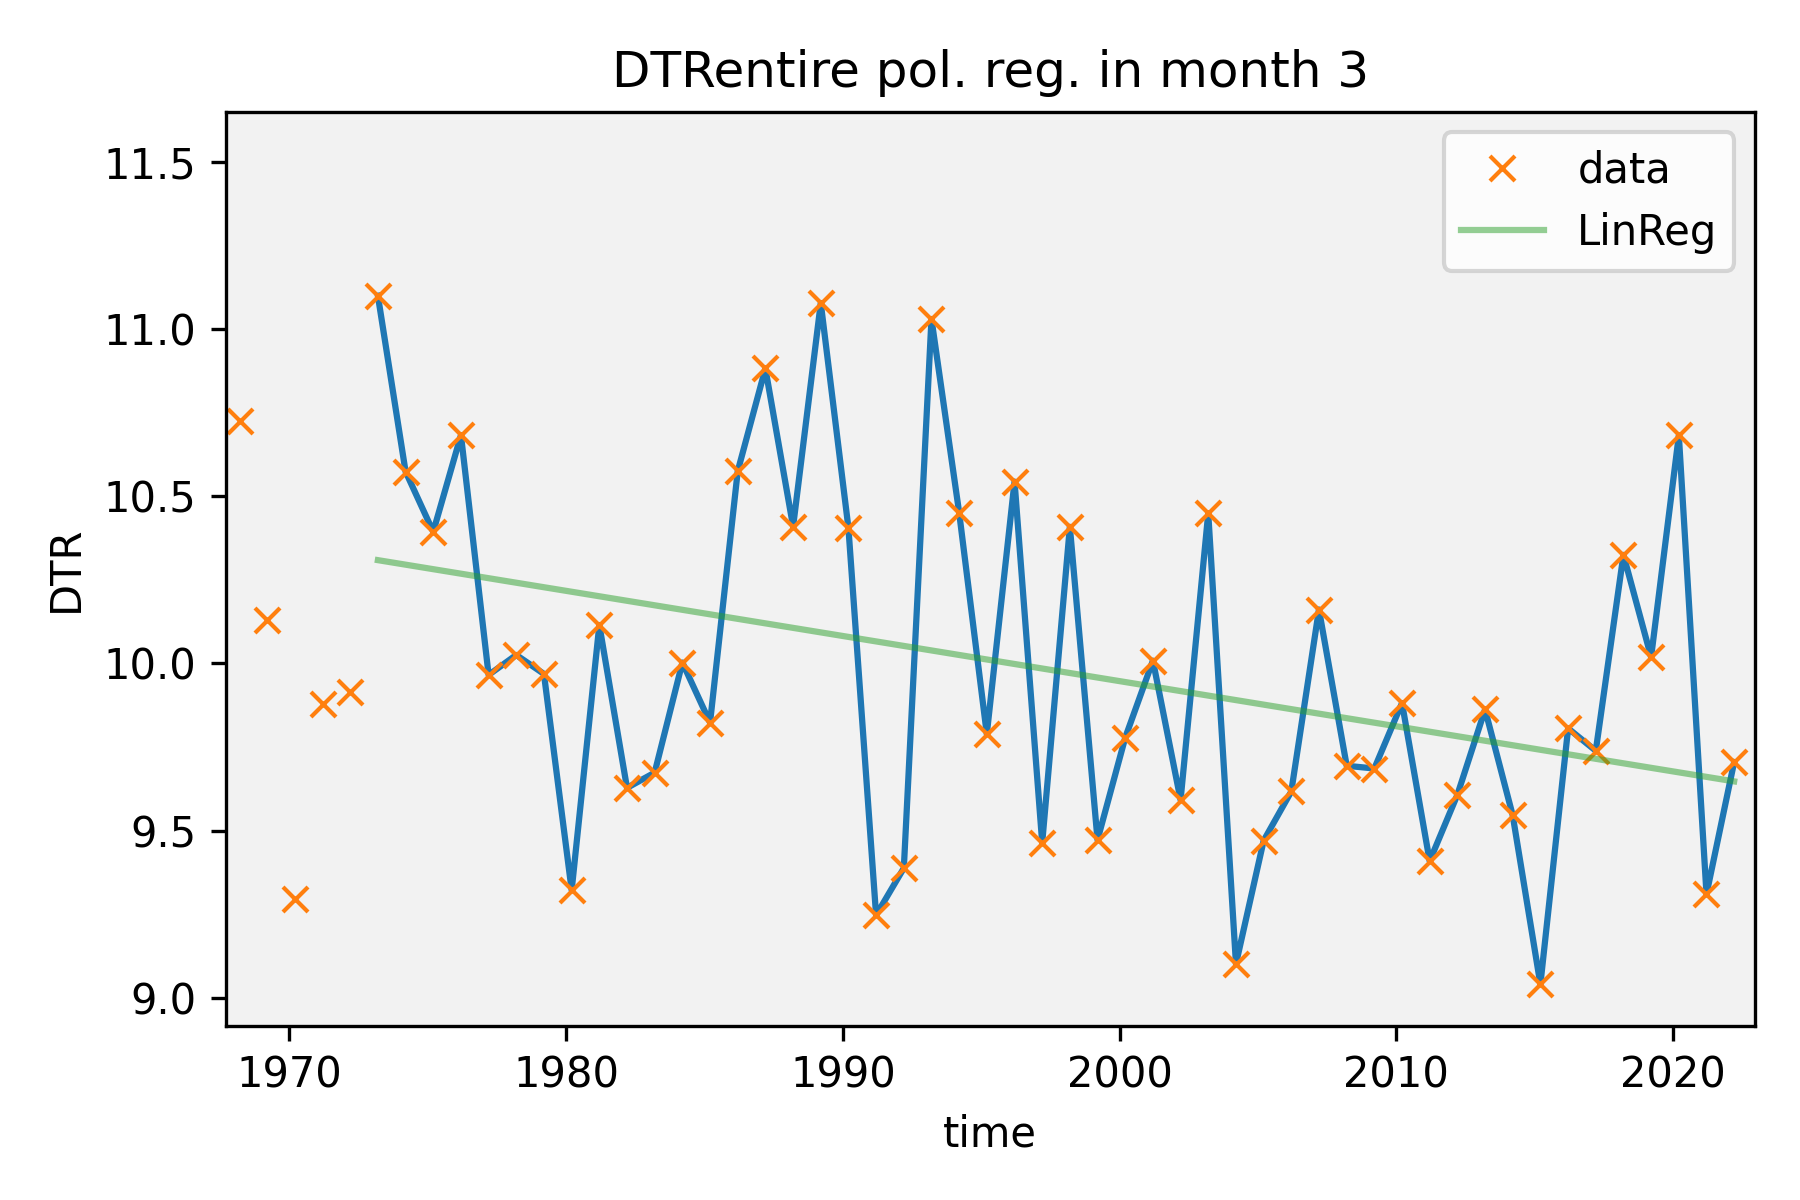 DTRentire pol. reg. in month 3
data
LinReg
11.5
11.0
10.5
10.0
9.5
9.0
DTR
1970 1980 1990 2000 2010 2020
time